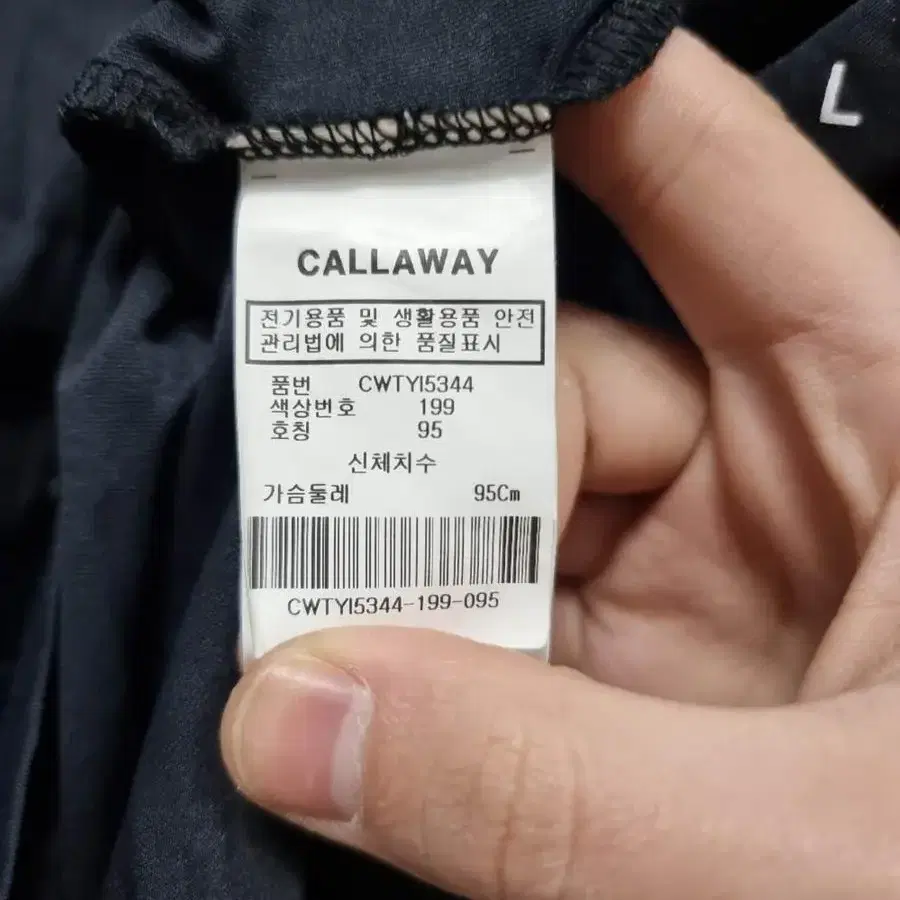 L
CALLAWAY
전기용품 및 생활용품 안전
관리법에 의한 품질표시
품번 CWTYI5344
색상번호 199
호칭 95
신체치수
가슴둘레 95Cm
CWTYI5344-199-095